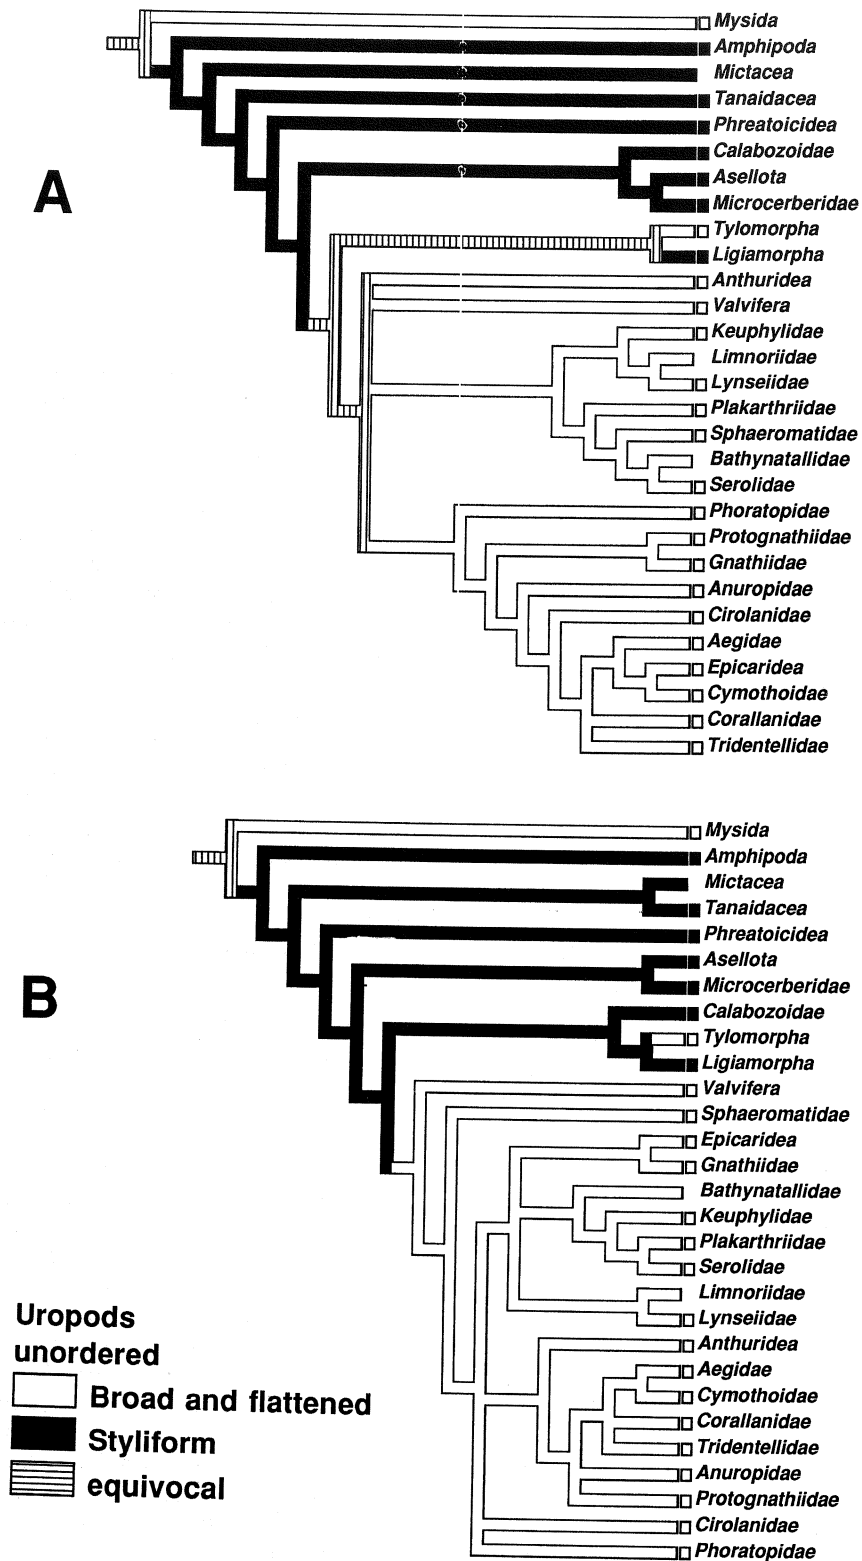 A
Mysida
Amphipoda
Mictacea
Tanaidacea
Phreatoicidea
Calabozoidae
Asellota
Microcerberidae
Tylomorpha
Ligiamorpha
Anthuridea
Valvifera
Keuphylidae
Limnoriidae
Lynseiidae
Plakarthriidae
Sphaeromatidae
Bathynatallidae
Serolidae
Phoratopidae
Protognathiidae
Gnathiidae
Anuropidae
Cirolanidae
Aegidae
Epicaridea
Cymothoidae
Corallanidae
Tridentellidae
B
Mysida
Amphipoda
Mictacea
Tanaidacea
Phreatoicidea
Asellota
Microcerberidae
Calabozoidae
Tylomorpha
Ligiamorpha
Valvifera
Sphaeromatidae
Epicaridea
Gnathiidae
Bathynatallidae
Keuphylidae
Plakarthriidae
Serolidae
Limnoriidae
Lynseiidae
Anthuridea
Aegidae
Cymothoidae
Corallanidae
Tridentellidae
Anuropidae
Protognathiidae
Cirolanidae
Phoratopidae
Uropods
unordered
Broad and flattened
Styliform
equivocal